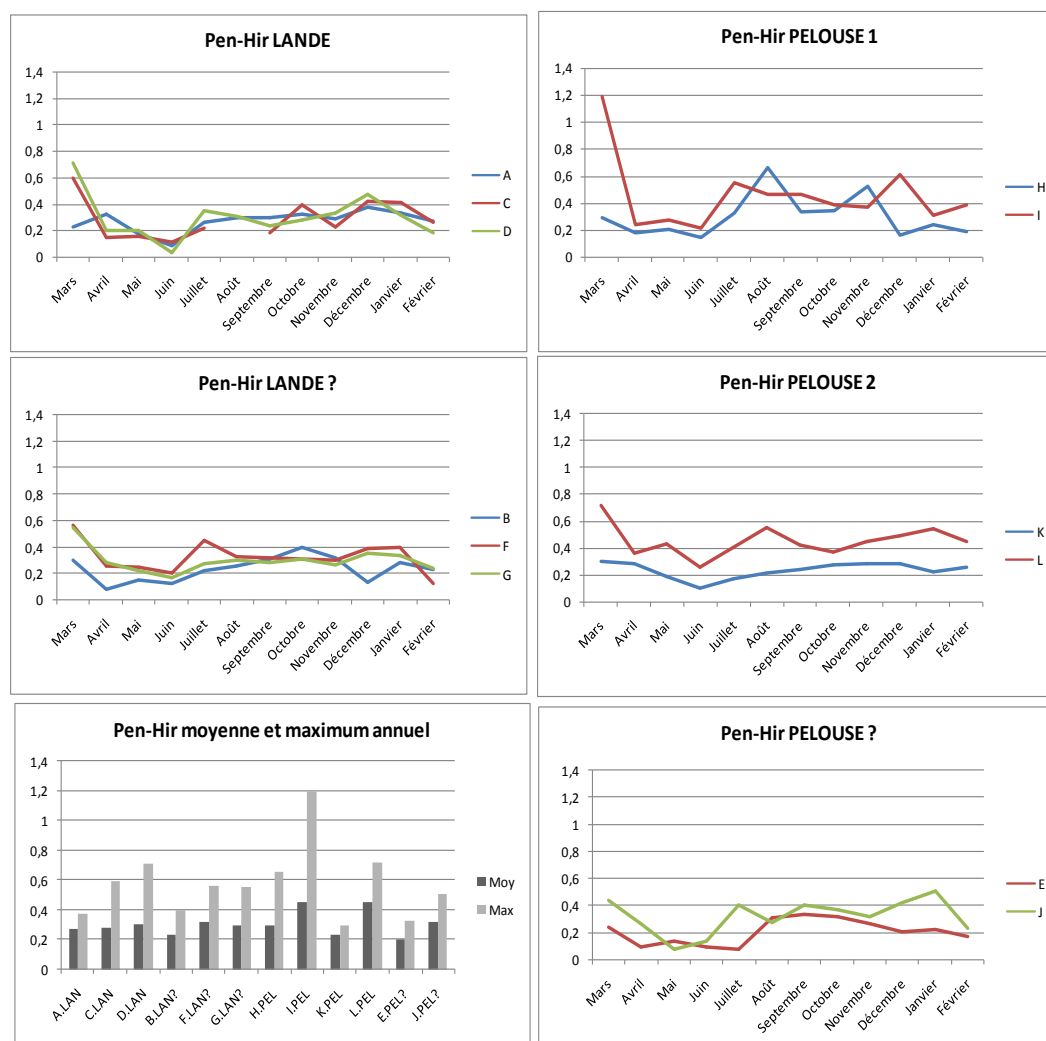 Pen-Hir LANDE
1,4
1,2
1
0,8
0,6
0,4
0,2
0
Mars
Avril
Mai
Juin
Juillet
Août
Septembre
Octobre
Novembre
Décembre
Janvier
Février
A
C
D
Pen-Hir PELOUSE 1
1,4
1,2
1
0,8
0,6
0,4
0,2
0
Mars
Avril
Mai
Juin
Juillet
Août
Septembre
Octobre
Novembre
Décembre
Janvier
Février
H
I
Pen-Hir LANDE ?
1,4
1,2
1
0,8
0,6
0,4
0,2
0
Mars
Avril
Mai
Juin
Juillet
Août
Septembre
Octobre
Novembre
Décembre
Janvier
Février
B
F
G
Pen-Hir PELOUSE 2
1,4
1,2
1
0,8
0,6
0,4
0,2
0
Mars
Avril
Mai
Juin
Juillet
Août
Septembre
Octobre
Novembre
Décembre
Janvier
Février
K
L
Pen-Hir moyenne et maximum annuel
1,4
1,2
1
0,8
0,6
0,4
0,2
0
A.LAN
C.LAN
D.LAN
B.LAN?
F.LAN?
G.LAN?
H.PEL
I.PEL
K.PEL
L.PEL
E.PEL?
J.PEL?
Moy
Max
Pen-Hir PELOUSE ?
1,4
1,2
1
0,8
0,6
0,4
0,2
0
Mars
Avril
Mai
Juin
Juillet
Août
Septembre
Octobre
Novembre
Décembre
Janvier
Février
E
J